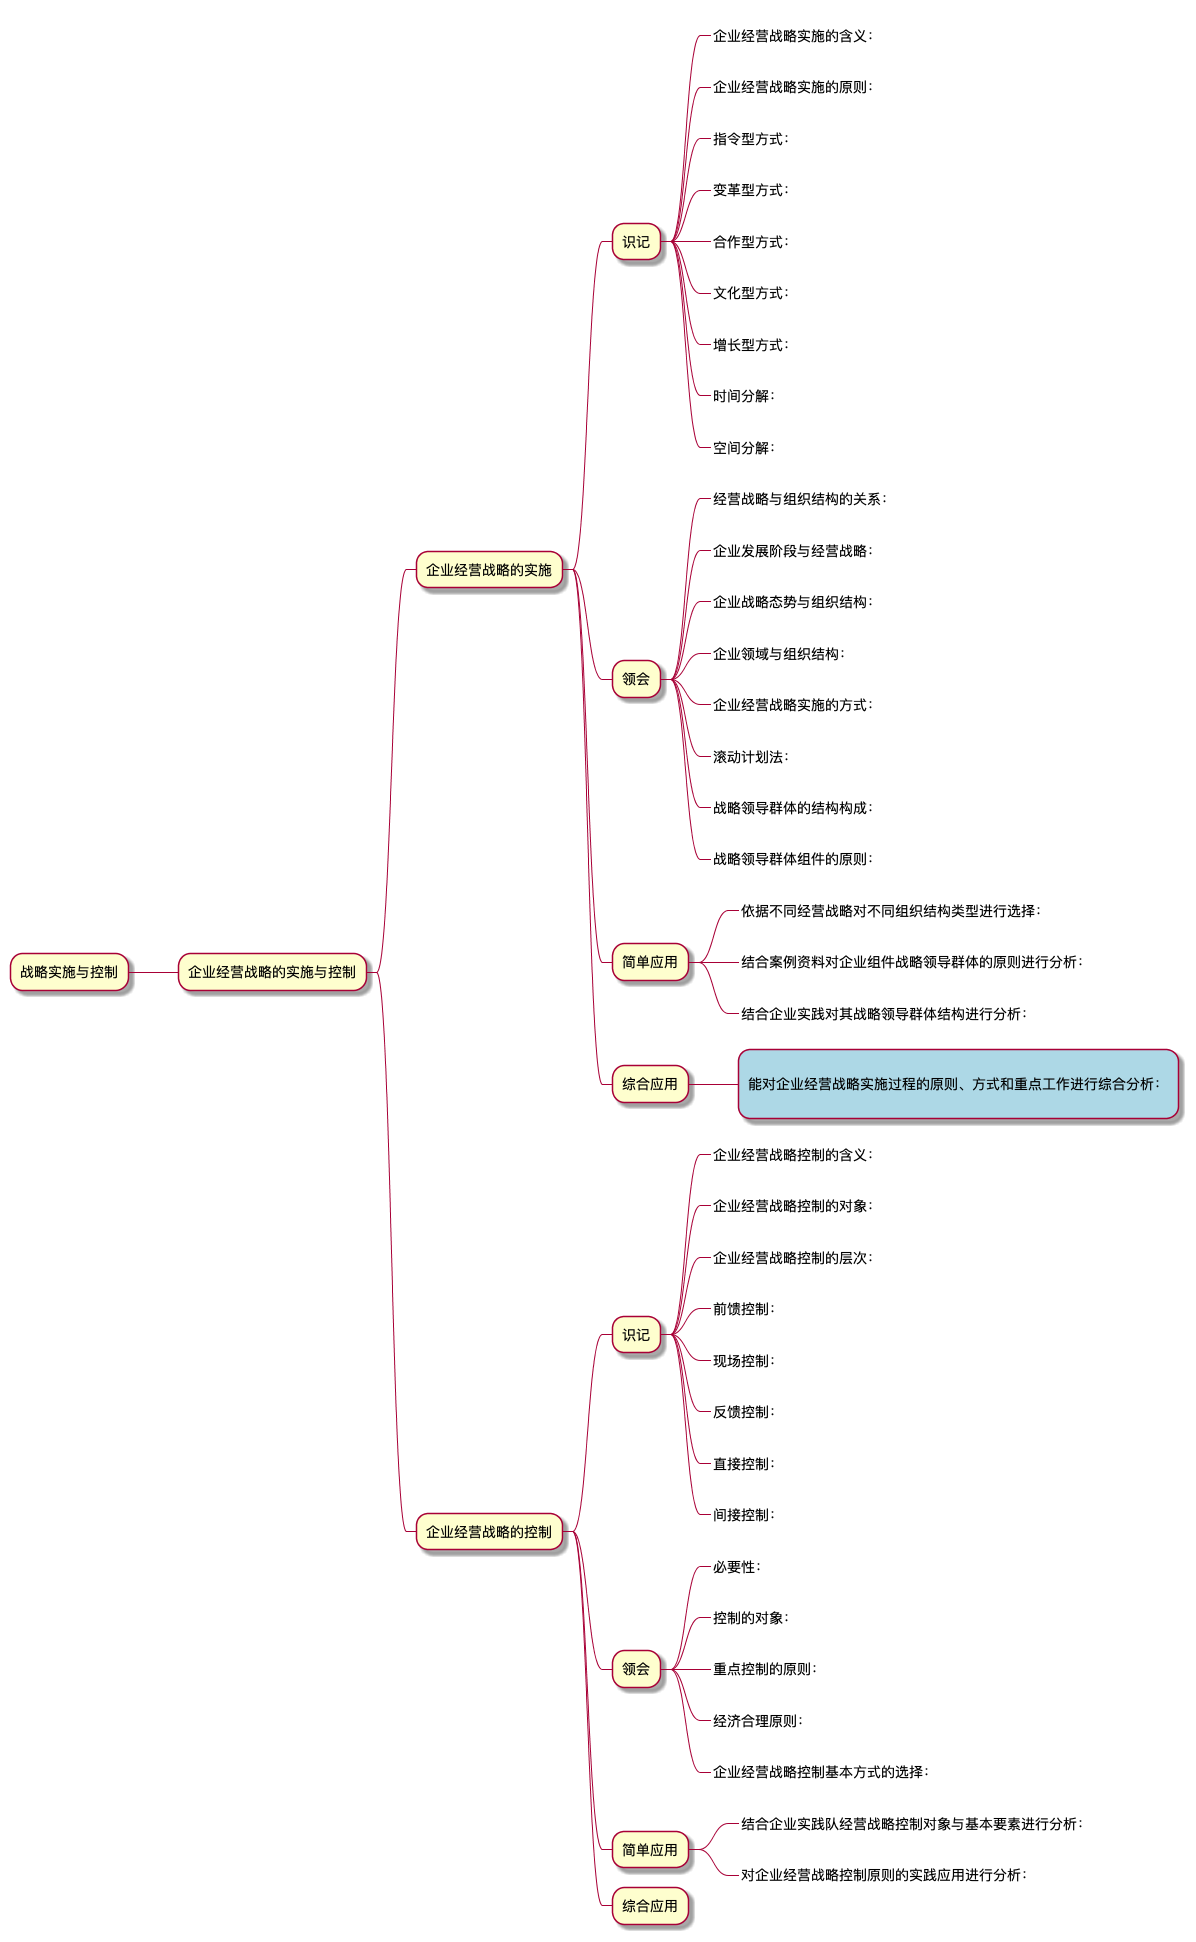 战略实施与控制
企业经营战略的实施与控制
企业经营战略的实施
识记
企业经营战略实施的含义：
企业经营战略实施的原则：
指令型方式：
变革型方式：
合作型方式：
文化型方式：
增长型方式：
时间分解：
空间分解：
领会
经营战略与组织结构的关系：
企业发展阶段与经营战略：
企业战略态势与组织结构：
企业领域与组织结构：
企业经营战略实施的方式：
滚动计划法：
战略领导群体的结构构成：
战略领导群体组件的原则：
简单应用
依据不同经营战略对不同组织结构类型进行选择：
结合案例资料对企业组件战略领导群体的原则进行分析：
结合企业实践对其战略领导群体结构进行分析：
综合应用
能对企业经营战略实施过程的原则、方式和重点工作进行综合分析：
企业经营战略的控制
识记
企业经营战略控制的含义：
企业经营战略控制的对象：
企业经营战略控制的层次：
前馈控制：
现场控制：
反馈控制：
直接控制：
间接控制：
领会
必要性：
控制的对象：
重点控制的原则：
经济合理原则：
企业经营战略控制基本方式的选择：
简单应用
结合企业实践队经营战略控制对象与基本要素进行分析：
对企业经营战略控制原则的实践应用进行分析：
综合应用